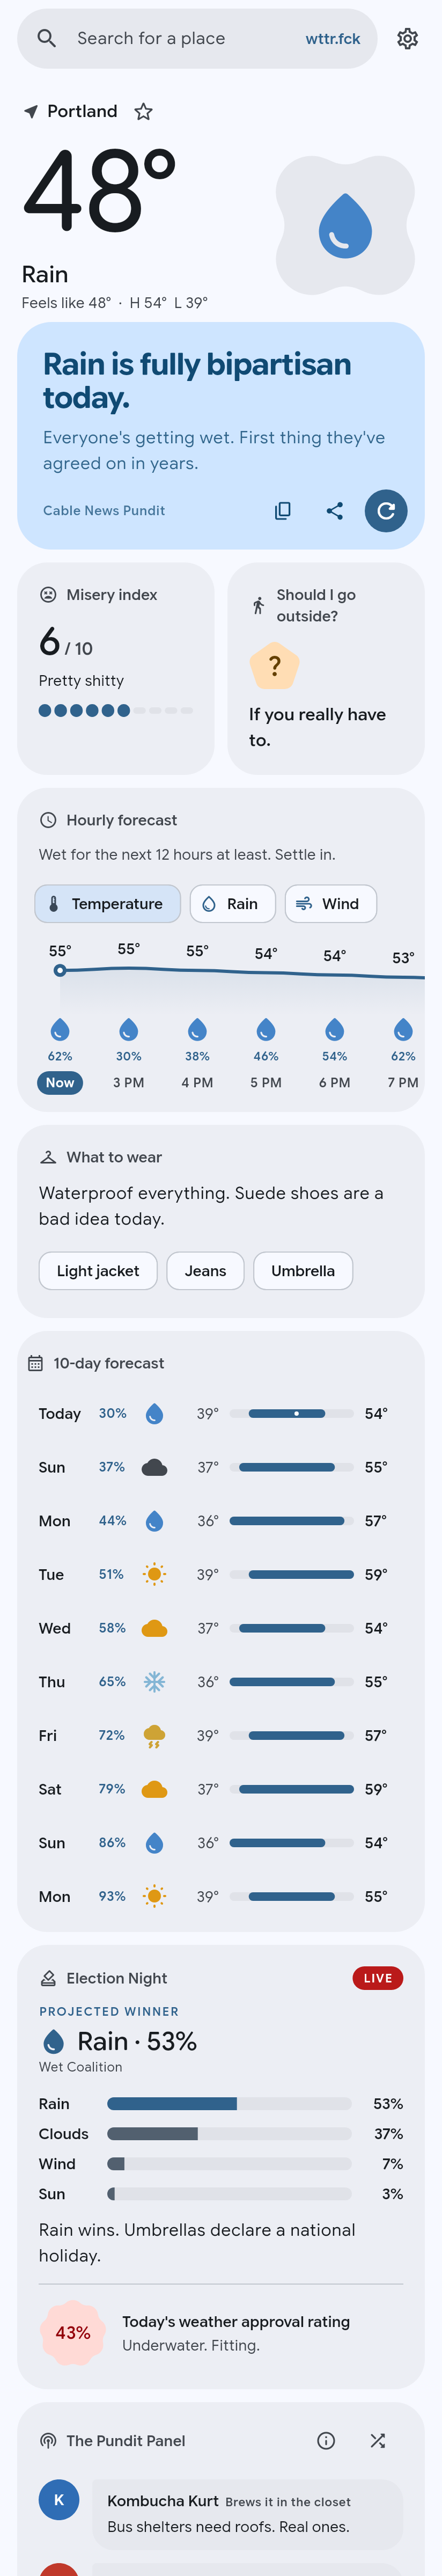 Search for a place wttr.fck
Portland
48°
Rain
Feels like 48° · H 54° L 39°
Rain is fully bipartisan
today.
Everyone's getting wet. First thing they've
agreed on in years.
Cable News Pundit
Misery index
6 / 10
Pretty shitty
Should I go
outside?
?
If you really have
to.
Hourly forecast
Wet for the next 12 hours at least. Settle in.
Temperature Rain Wind
55° 55° 55° 54° 54° 53°
62% 30% 38% 46% 54% 62%
Now 3 PM 4 PM 5 PM 6 PM 7 PM
What to wear
Waterproof everything. Suede shoes are a
bad idea today.
Light jacket Jeans Umbrella
10-day forecast
Today 30% 39° 54°
Sun 37% 37° 55°
Mon 44% 36° 57°
Tue 51% 39° 59°
Wed 58% 37° 54°
Thu 65% 36° 55°
Fri 72% 39° 57°
Sat 79% 37° 59°
Sun 86% 36° 54°
Mon 93% 39° 55°
Election Night LIVE
PROJECTED WINNER
Rain · 53%
Wet Coalition
Rain 53%
Clouds 37%
Wind 7%
Sun 3%
Rain wins. Umbrellas declare a national
holiday.
43% Today's weather approval rating
Underwater. Fitting.
The Pundit Panel
K Kombucha Kurt Brews it in the closet
Bus shelters need roofs. Real ones.